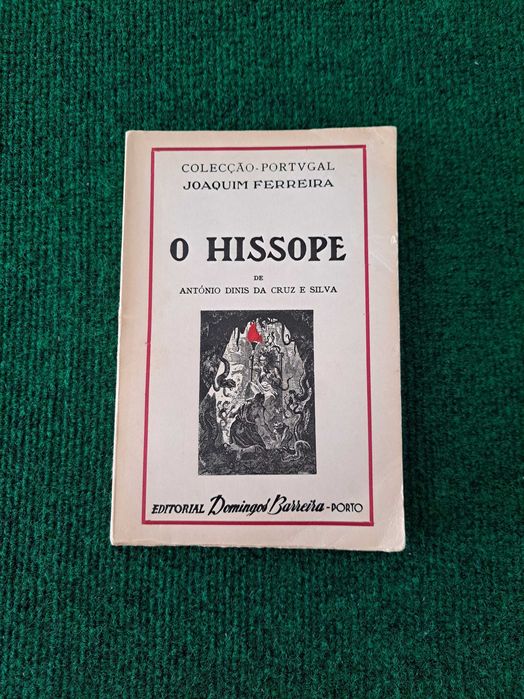 COLECÇÃO-PORTVGAL
JOAQUIM FERREIRA
O HISSOPE
DE
ANTÓNIO DINIS DA CRUZ E SILVA
EDITORIAL Domingos Barreira - PORTO